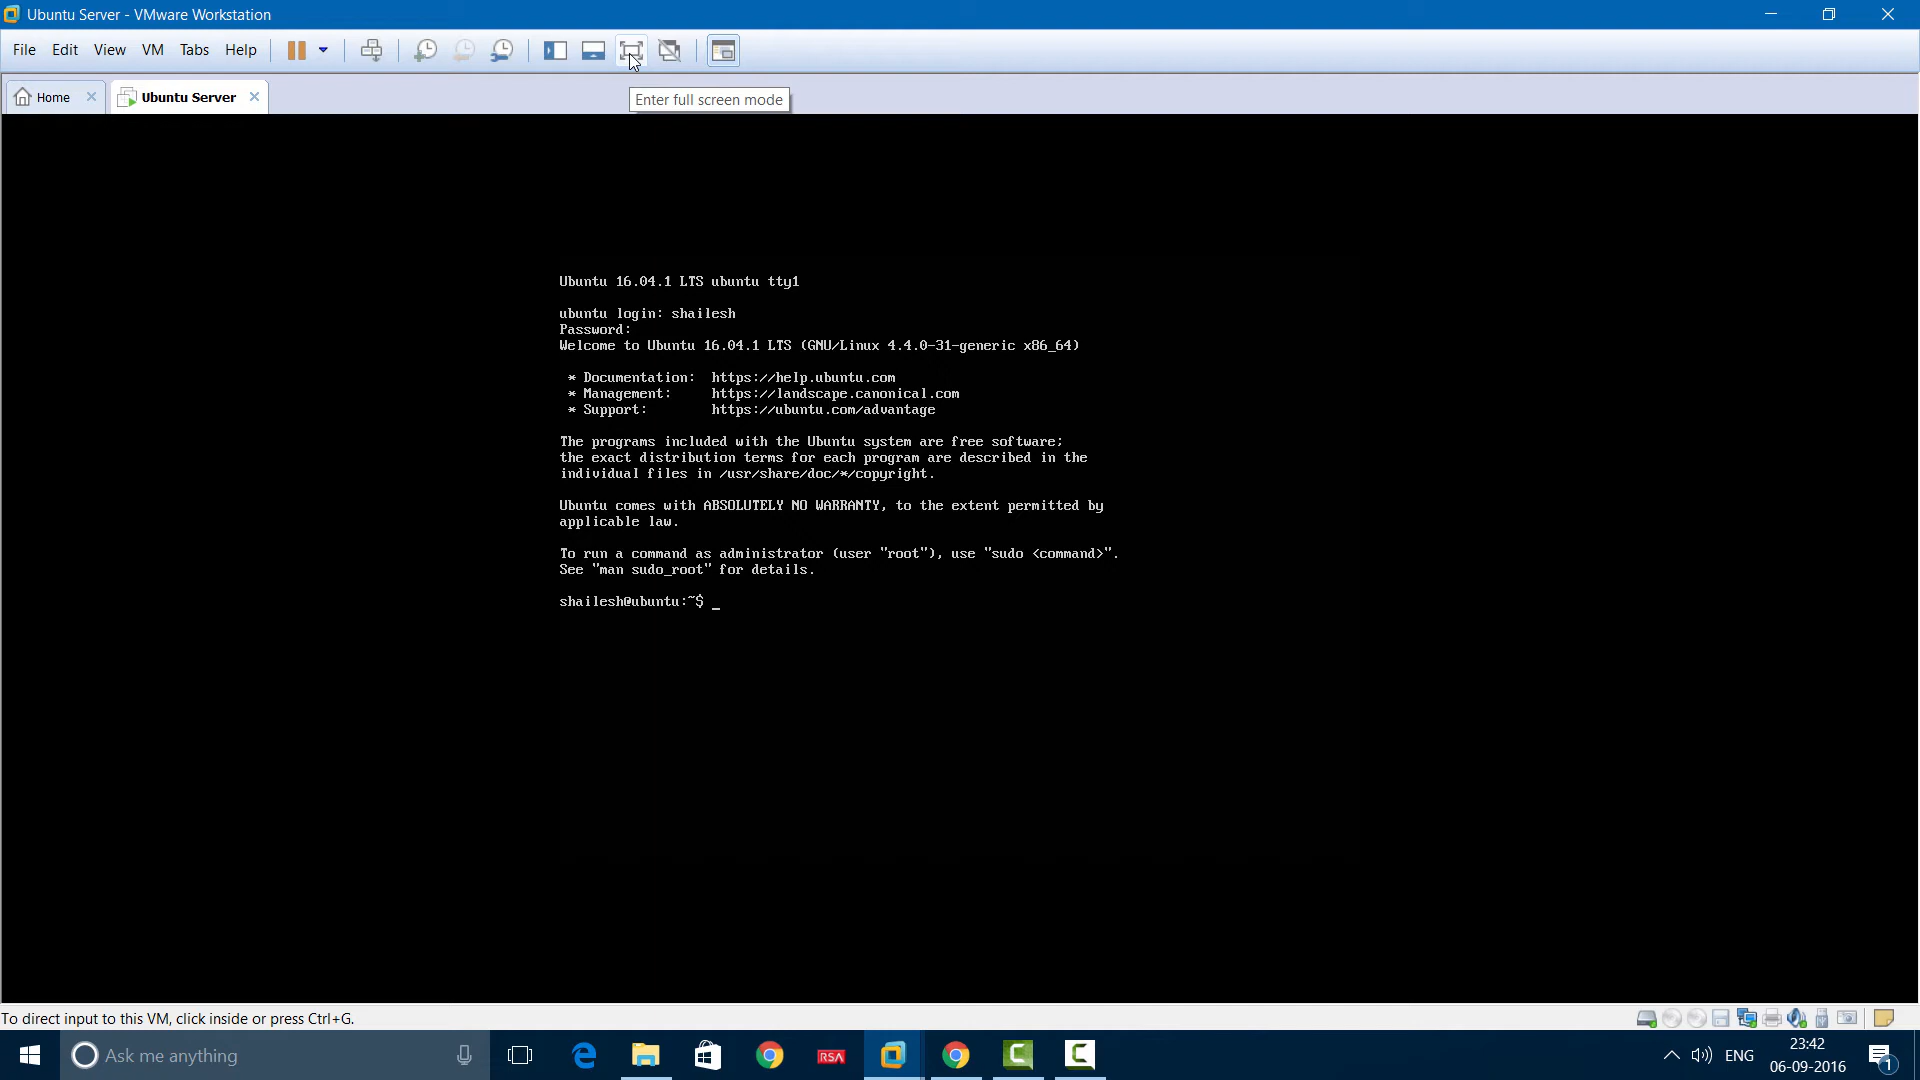 Ubuntu Server - VMware Workstation
File Edit View VM Tabs Help
Home Ubuntu Server
Enter full screen mode
Ubuntu 16.04.1 LTS ubuntu tty1
ubuntu login: shailesh
Password:
Welcome to Ubuntu 16.04.1 LTS (GNU/Linux 4.4.0-31-generic x86_64)
* Documentation: https://help.ubuntu.com
* Management: https://landscape.canonical.com
* Support: https://ubuntu.com/advantage
The programs included with the Ubuntu system are free software;
the exact distribution terms for each program are described in the
individual files in /usr/share/doc/*/copyright.
Ubuntu comes with ABSOLUTELY NO WARRANTY, to the extent permitted by
applicable law.
To run a command as administrator (user "root"), use "sudo <command>".
See "man sudo_root" for details.
shailesh@ubuntu:~$ _
To direct input to this VM, click inside or press Ctrl+G.
Ask me anything
RSA
ENG
23:42
06-09-2016
1